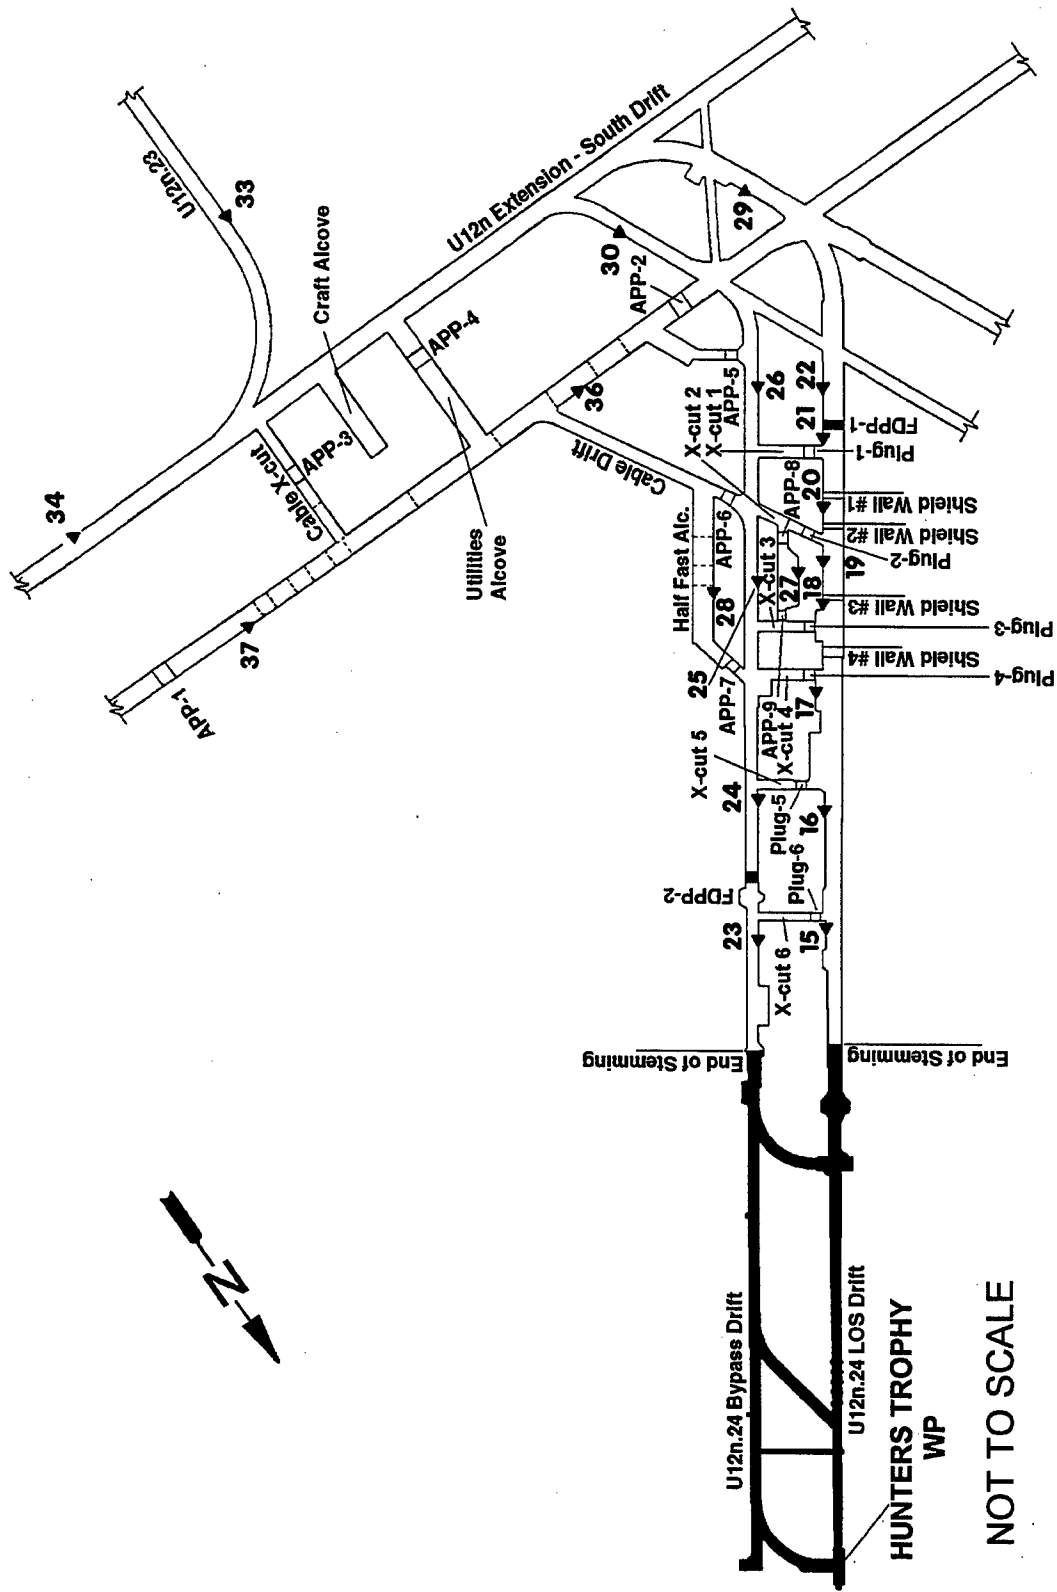 34
33
U12n.23
Craft Alcove
U12n Extension - South Drift
Cable X-cut
APP-3
APP-4
Utilities
Alcove
37
APP-1
36
30
APP-2
29
Cable Drift
Half Fast Alc.
APP-5
APP-6
APP-7
28
26
22
21
X-cut 2
X-cut 1
FDPP-1
Plug-1
APP-8
20
Shield Wall #1
Shield Wall #2
Plug-2
19
X-cut 3
27
18
Shield Wall #3
Plug-3
Shield Wall #4
Plug-4
25
APP-9
X-cut 4
17
X-cut 5
24
Plug-5
16
Plug-6
FDPP-2
23
15
X-cut 6
End of Stemming
End of Stemming
N
U12n.24 Bypass Drift
U12n.24 LOS Drift
HUNTERS TROPHY
WP
NOT TO SCALE